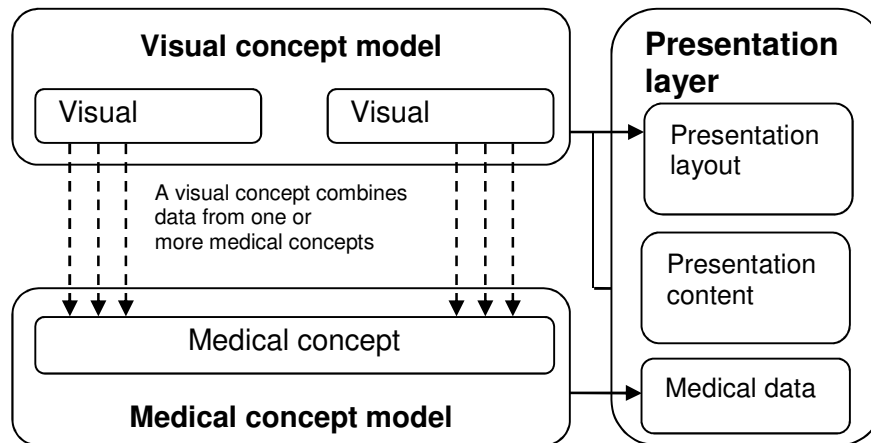 Visual concept model
Visual
Visual
A visual concept combines
data from one or
more medical concepts
Medical concept
Medical concept model
Presentation
layer
Presentation
layout
Presentation
content
Medical data